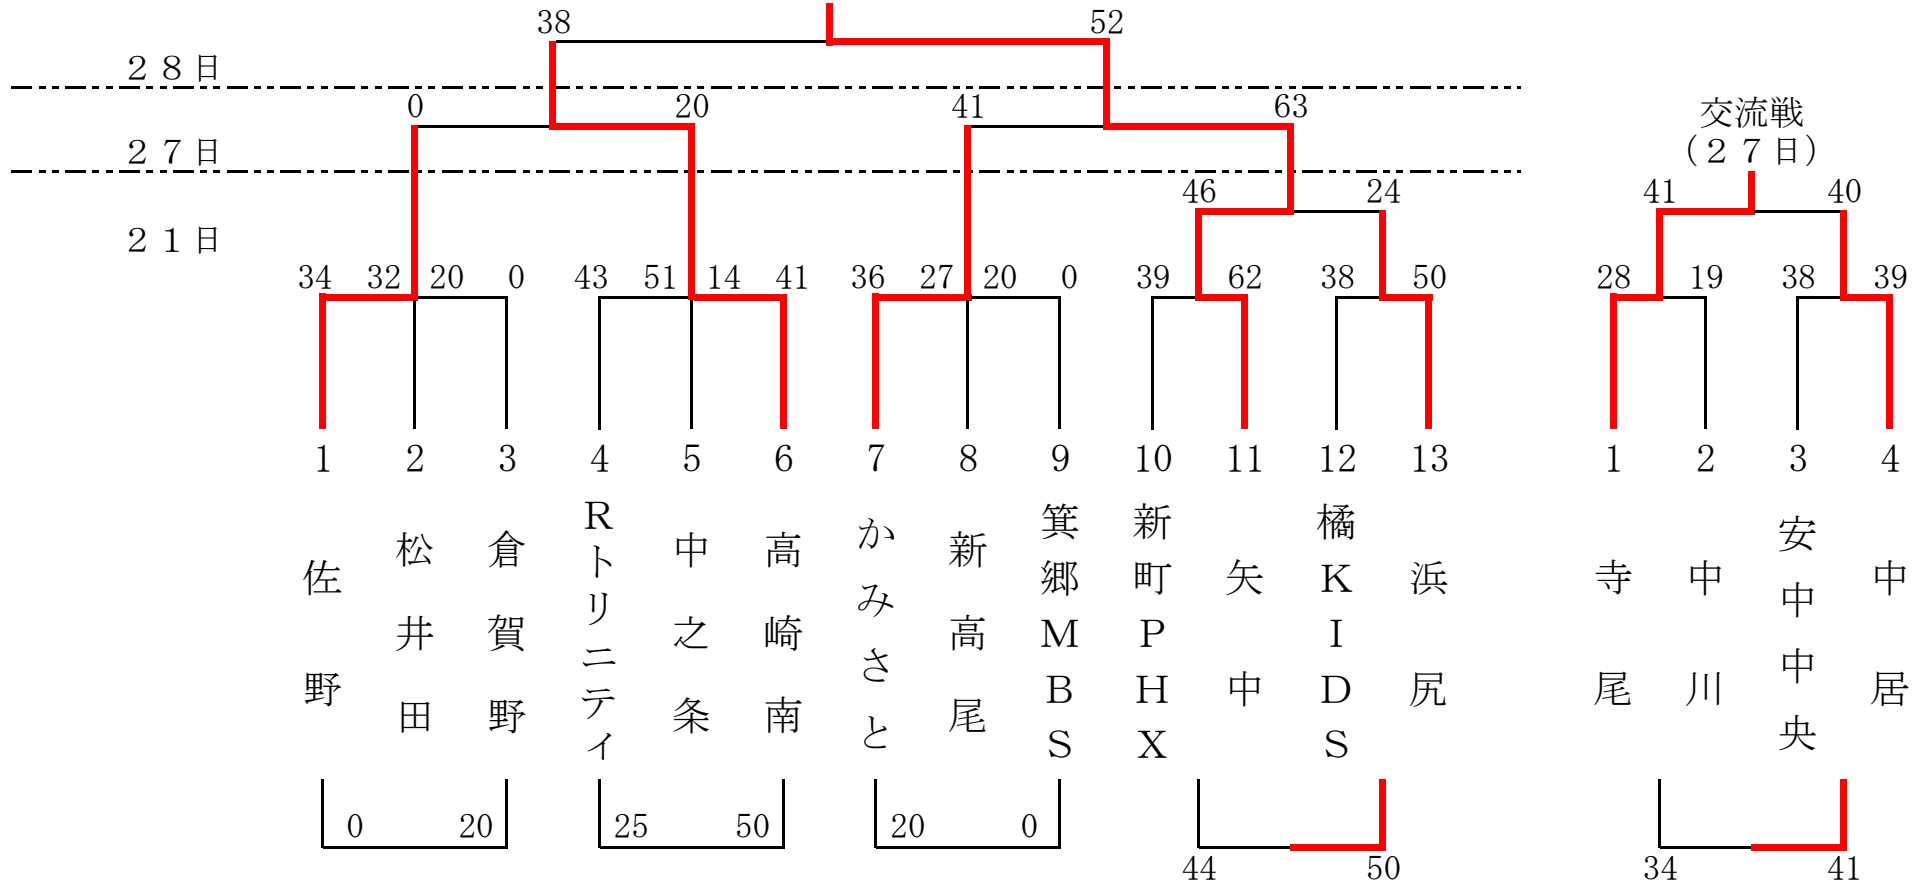 38 52
２８日
0 20 41 63
交流戦
２７日
（２７日）
46 24 41 40
２１日
34 32 20 0 43 51 14 41 36 27 20 0 39 62 38 50 28 19 38 39
1 2 3 4 5 6 7 8 9 10 11 12 13 1 2 3 4
佐野
松井田
倉賀野
Ｒトリニティ
中之条
高崎南
かみさと
新高尾
箕郷ＭＢＳ
新町ＰＨＸ
矢中
橘ＫＩＤＳ
浜尻
寺尾
中川
安中中央
中居
0 20 25 50 20 0
44 50 34 41